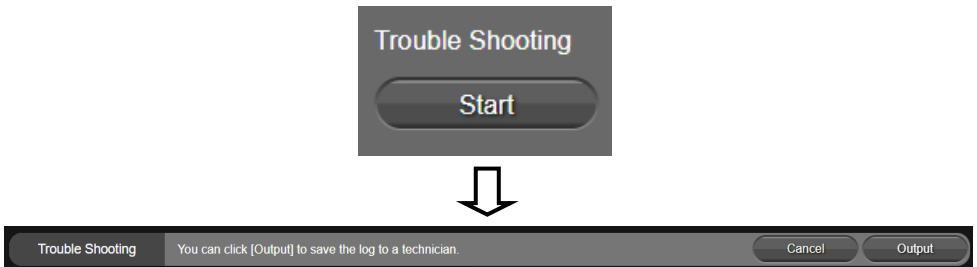 Trouble Shooting
Start
Trouble Shooting You can click [Output] to save the log to a technician. Cancel Output